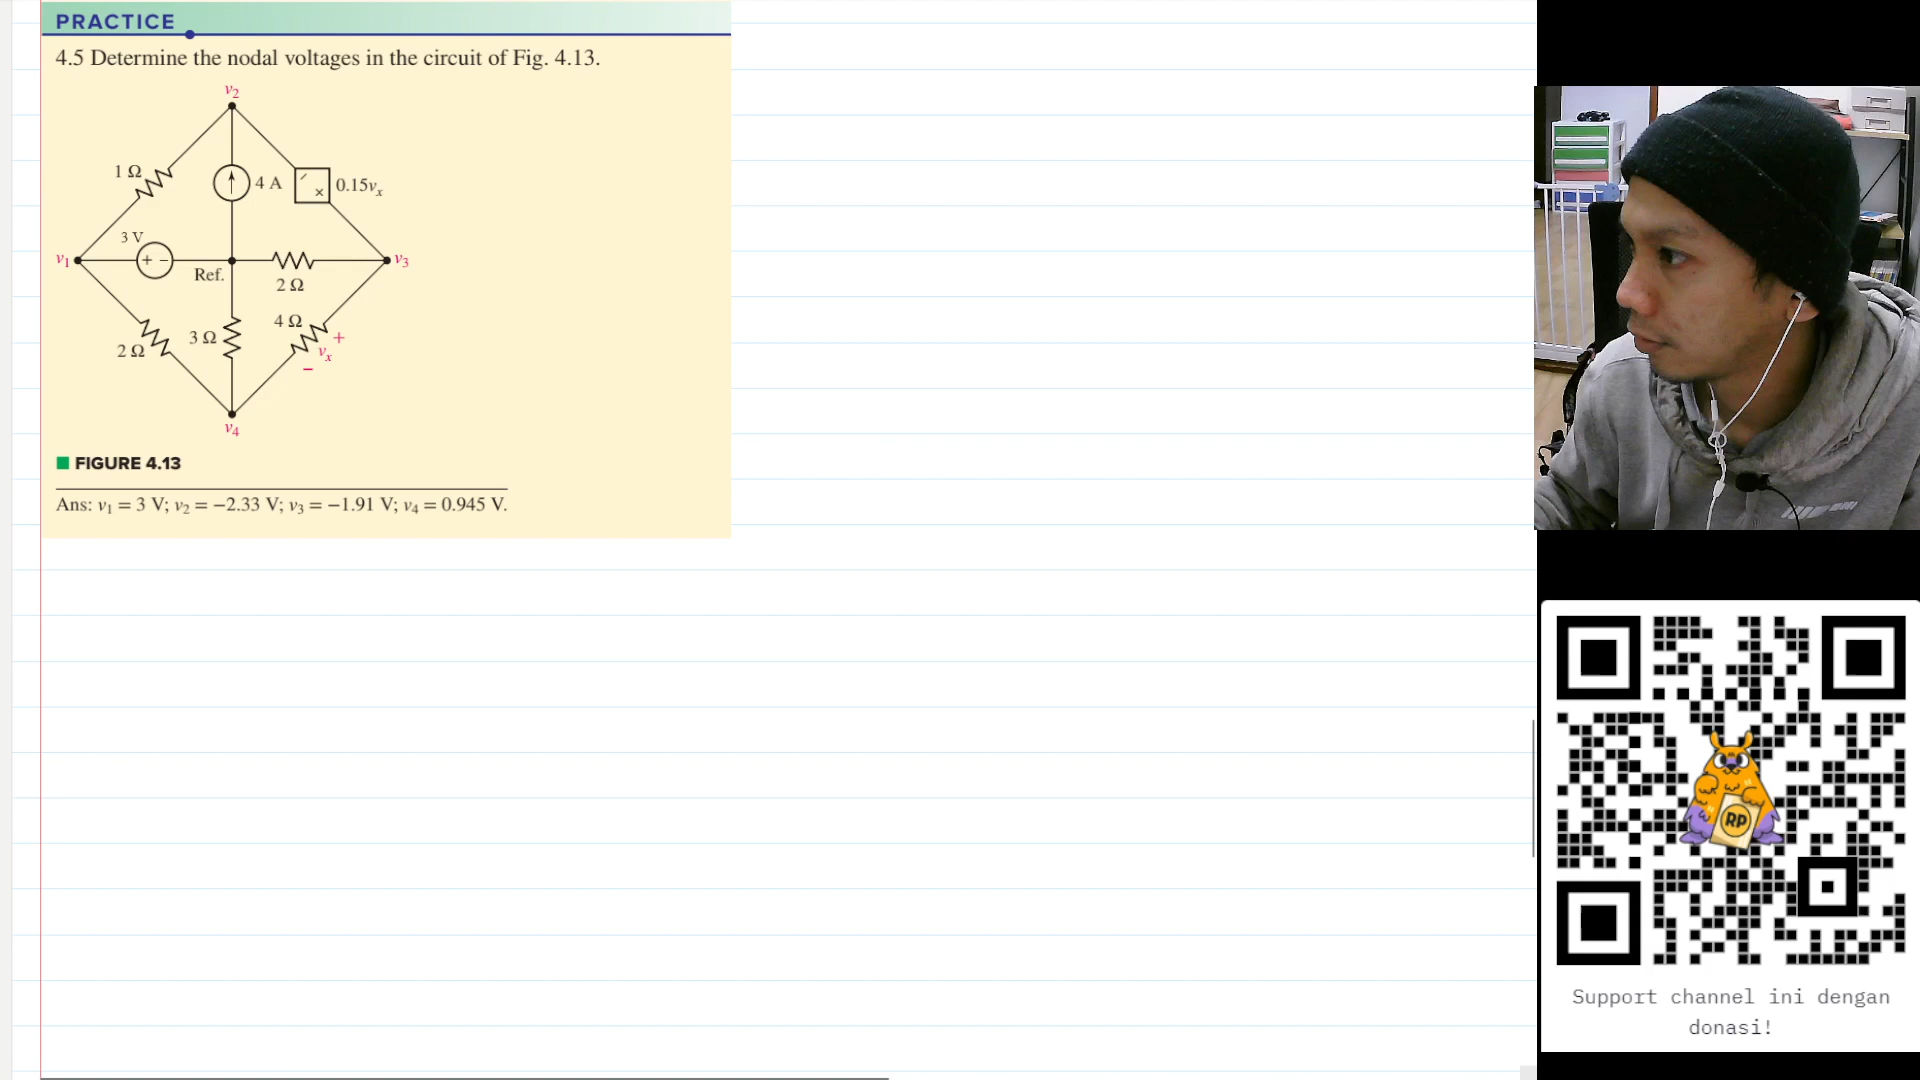 PRACTICE
4.5 Determine the nodal voltages in the circuit of Fig. 4.13.
v2
1 Ω
4 A
0.15vx
3 V
+ −
v1
v3
Ref.
2 Ω
4 Ω
3 Ω
+
2 Ω
vx
−
v4
FIGURE 4.13
Ans: v1 = 3 V; v2 = −2.33 V; v3 = −1.91 V; v4 = 0.945 V.
RP
Support channel ini dengan
donasi!